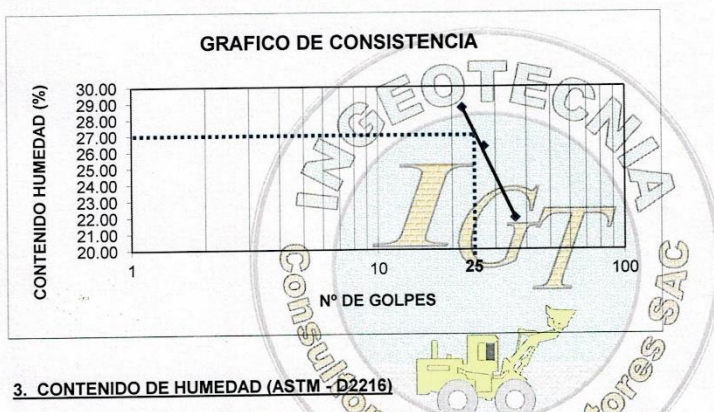 GRAFICO DE CONSISTENCIA
CONTENIDO HUMEDAD (%)
30.00
29.00
28.00
27.00
26.00
25.00
24.00
23.00
22.00
21.00
20.00
1
10
25
100
Nº DE GOLPES
INGEOTECNIA
IGT
SAC
3. CONTENIDO DE HUMEDAD (ASTM - D2216)